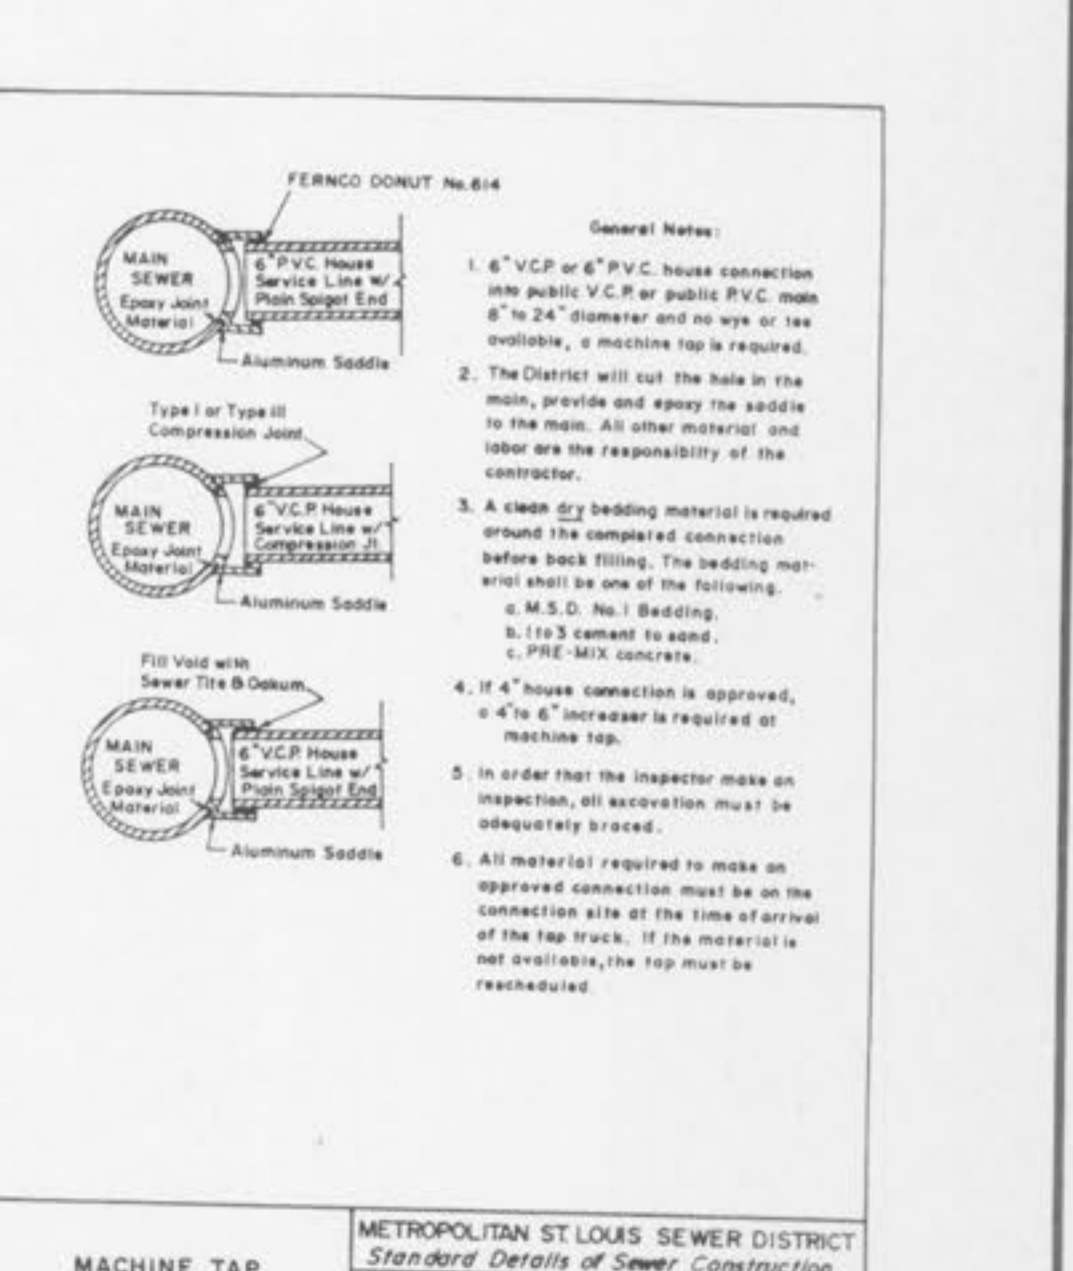 FERNCO DONUT No.614
MAIN
SEWER
Epoxy Joint
Material
6" P.V.C. House
Service Line W/
Plain Spigot End
Aluminum Saddle
Type I or Type III
Compression Joint
MAIN
SEWER
Epoxy Joint
Material
6" V.C.P. House
Service Line w/
Compression Jt.
Aluminum Saddle
Fill Void with
Sewer Tite & Oakum
MAIN
SEWER
Epoxy Joint
Material
6" V.C.P. House
Service Line w/
Plain Spigot End
Aluminum Saddle
General Notes:
1. 6" V.C.P. or 6" P.V.C. house connection
into public V.C.P. or public P.V.C. main
8" to 24" diameter and no wye or tee
available, a machine tap is required.
2. The District will cut the hole in the
main, provide and epoxy the saddle
to the main. All other material and
labor are the responsibilty of the
contractor.
3. A clean dry bedding material is required
around the completed connection
before back filling. The bedding mat-
erial shall be one of the following.
a. M.S.D. No. 1 Bedding.
b. 1 to 3 cement to sand.
c. PRE-MIX concrete.
4. If 4" house connection is approved,
a 4" to 6" increaser is required at
machine tap.
5. In order that the inspector make an
inspection, all excavation must be
adequately braced.
6. All material required to make an
approved connection must be on the
connection site at the time of arrival
of the tap truck. If the material is
not available, the tap must be
rescheduled.
MACHINE TAP
METROPOLITAN ST. LOUIS SEWER DISTRICT
Standard Details of Sewer Construction